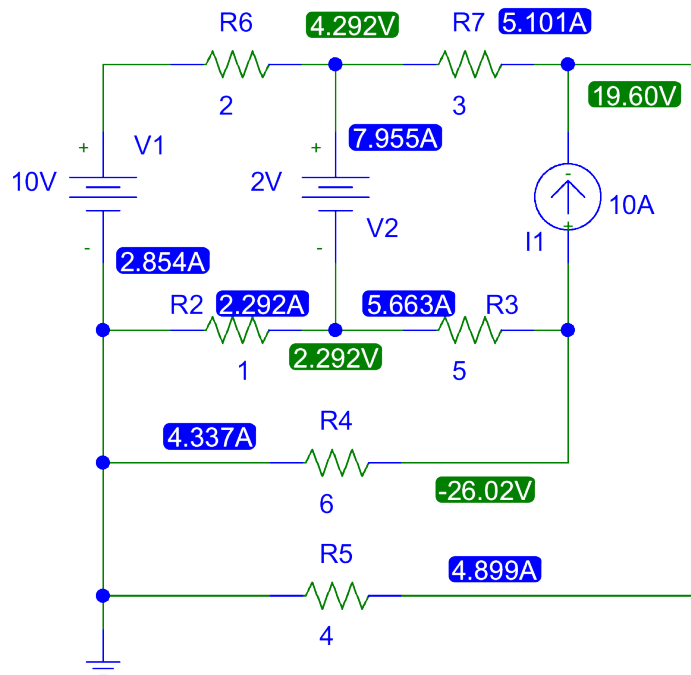 R6
4.292V
R7
5.101A
2
3
19.60V
+
V1
+
7.955A
-
10V
2V
10A
V2
+
I1
-
2.854A
-
R2
2.292A
5.663A
R3
1
2.292V
5
R4
4.337A
-26.02V
6
R5
4.899A
4